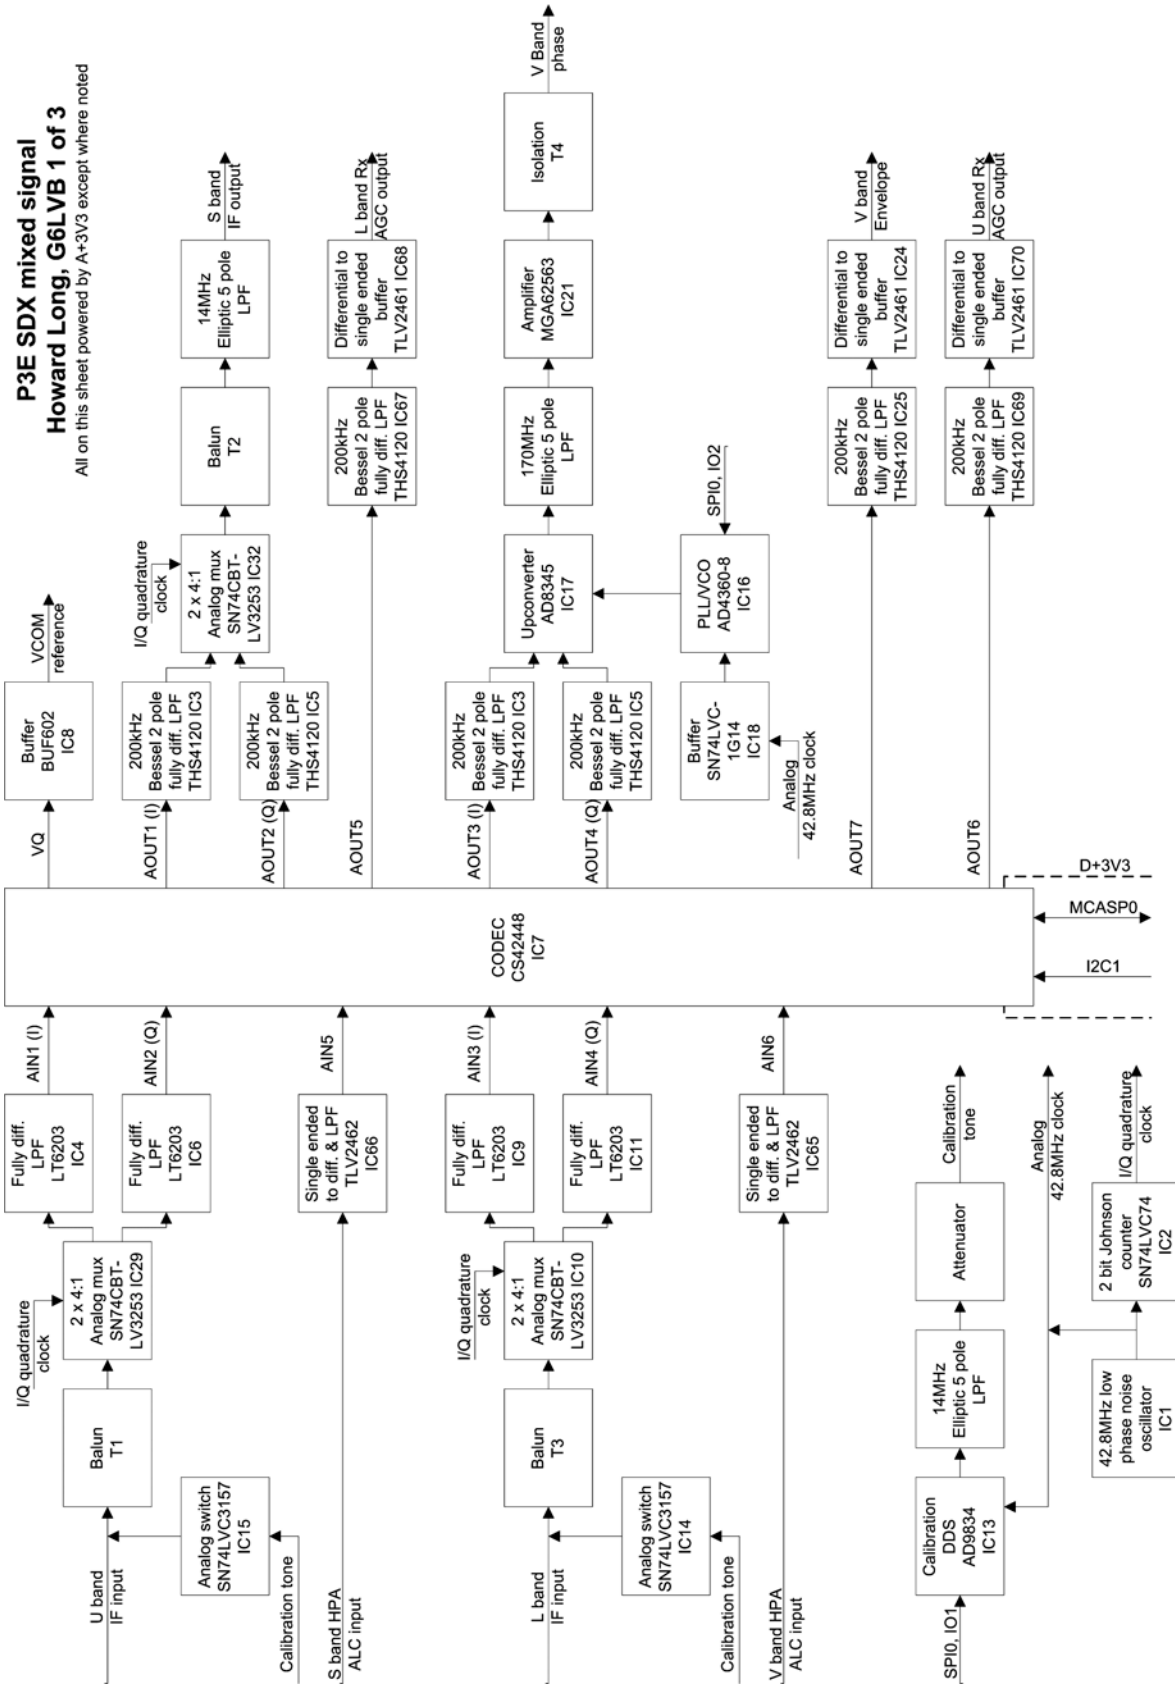 P3E SDX mixed signal
Howard Long, G6LVB 1 of 3
All on this sheet powered by A+3V3 except where noted
U band
IF input
Analog switch
SN74LVC3157
IC15
Calibration tone
Balun
T1
I/Q quadrature
clock
2 x 4:1
Analog mux
SN74CBT-
LV3253 IC29
Fully diff.
LPF
LT6203
IC4
AIN1 (I)
Fully diff.
LPF
LT6203
IC6
AIN2 (Q)
S band HPA
ALC input
Single ended
to diff. & LPF
TLV2462
IC66
AIN5
L band
IF input
Analog switch
SN74LVC3157
IC14
Calibration tone
Balun
T3
I/Q quadrature
clock
2 x 4:1
Analog mux
SN74CBT-
LV3253 IC10
Fully diff.
LPF
LT6203
IC9
AIN3 (I)
Fully diff.
LPF
LT6203
IC11
AIN4 (Q)
V band HPA
ALC input
Single ended
to diff. & LPF
TLV2462
IC65
AIN6
SPI0, IO1
Calibration
DDS
AD9834
IC13
14MHz
Elliptic 5 pole
LPF
Attenuator
Calibration
tone
Analog
42.8MHz clock
42.8MHz low
phase noise
oscillator
IC1
2 bit Johnson
counter
SN74LVC74
IC2
I/Q quadrature
clock
CODEC
CS42448
IC7
I2C1
MCASP0
D+3V3
VQ
Buffer
BUF602
IC8
VCOM
reference
AOUT1 (I)
200kHz
Bessel 2 pole
fully diff. LPF
THS4120 IC3
AOUT2 (Q)
200kHz
Bessel 2 pole
fully diff. LPF
THS4120 IC5
I/Q quadrature
clock
2 x 4:1
Analog mux
SN74CBT-
LV3253 IC32
Balun
T2
14MHz
Elliptic 5 pole
LPF
S band
IF output
AOUT5
200kHz
Bessel 2 pole
fully diff. LPF
THS4120 IC67
Differential to
single ended
buffer
TLV2461 IC68
L band Rx
AGC output
AOUT3 (I)
200kHz
Bessel 2 pole
fully diff. LPF
THS4120 IC3
AOUT4 (Q)
200kHz
Bessel 2 pole
fully diff. LPF
THS4120 IC5
Upconverter
AD8345
IC17
170MHz
Elliptic 5 pole
LPF
Amplifier
MGA62563
IC21
Isolation
T4
V Band
phase
Analog
42.8MHz clock
Buffer
SN74LVC-
1G14
IC18
PLL/VCO
AD4360-8
IC16
SPI0, IO2
AOUT7
200kHz
Bessel 2 pole
fully diff. LPF
THS4120 IC25
Differential to
single ended
buffer
TLV2461 IC24
V band
Envelope
AOUT6
200kHz
Bessel 2 pole
fully diff. LPF
THS4120 IC69
Differential to
single ended
buffer
TLV2461 IC70
U band Rx
AGC output